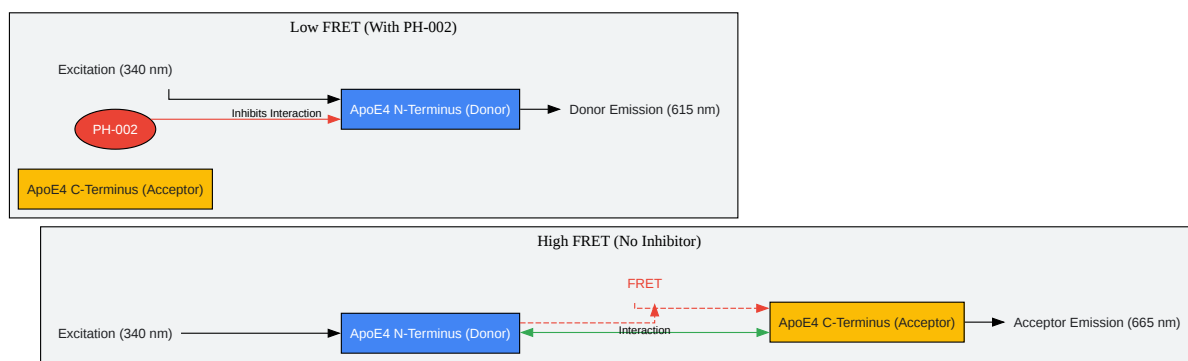 Low FRET (With PH-002)
Excitation (340 nm)
PH-002
Inhibits Interaction
ApoE4 N-Terminus (Donor)
Donor Emission (615 nm)
ApoE4 C-Terminus (Acceptor)
High FRET (No Inhibitor)
FRET
Excitation (340 nm)
ApoE4 N-Terminus (Donor)
Interaction
ApoE4 C-Terminus (Acceptor)
Acceptor Emission (665 nm)